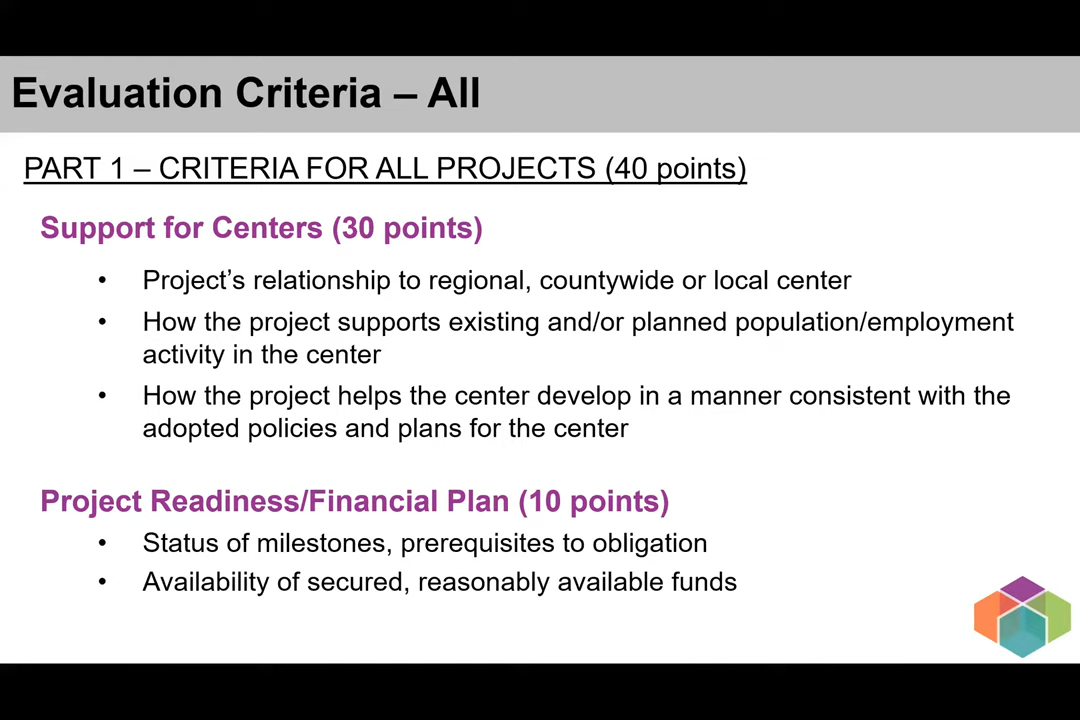 Evaluation Criteria – All
PART 1 – CRITERIA FOR ALL PROJECTS (40 points)
Support for Centers (30 points)
• Project’s relationship to regional, countywide or local center
• How the project supports existing and/or planned population/employment
activity in the center
• How the project helps the center develop in a manner consistent with the
adopted policies and plans for the center
Project Readiness/Financial Plan (10 points)
• Status of milestones, prerequisites to obligation
• Availability of secured, reasonably available funds